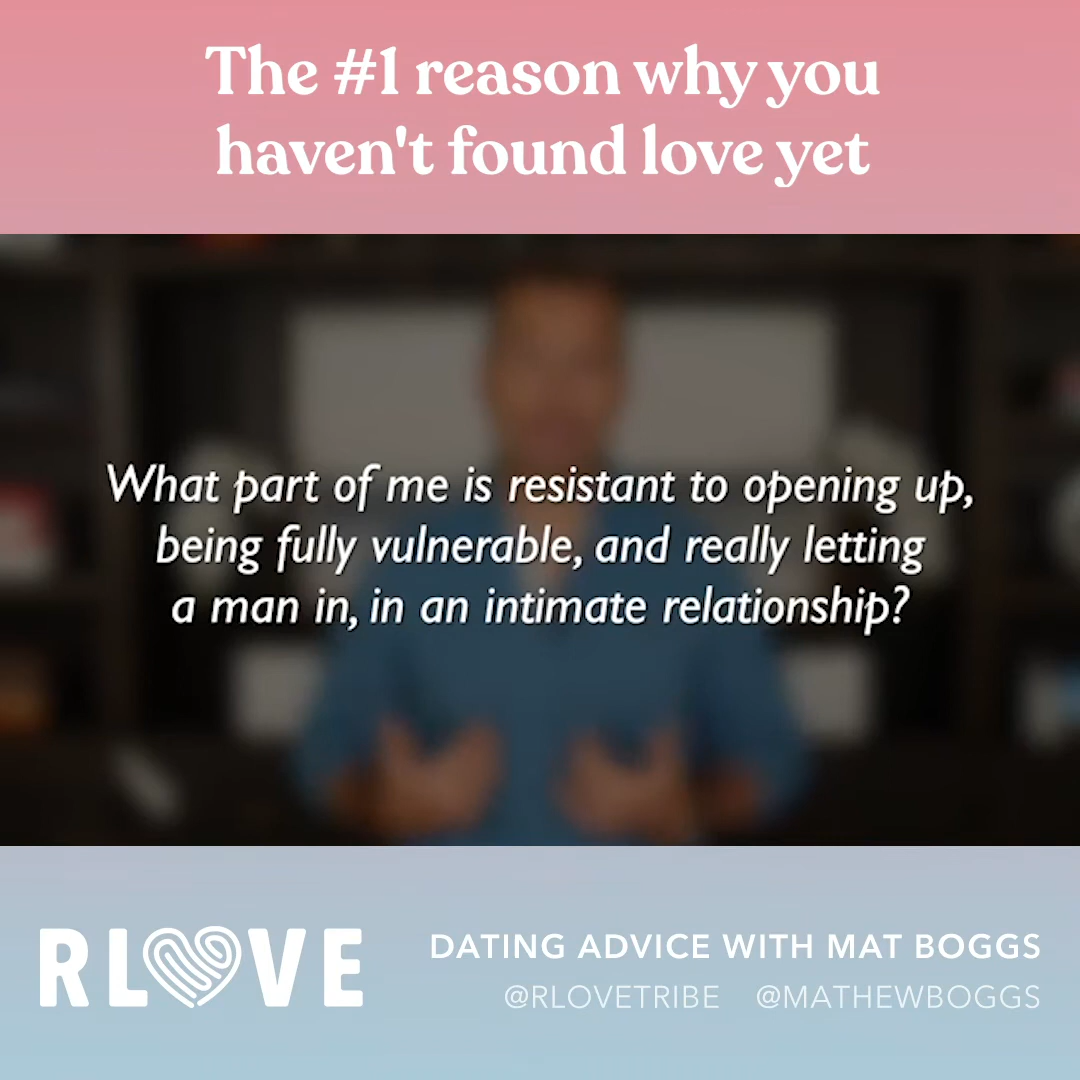 The #1 reason why you
haven't found love yet
What part of me is resistant to opening up,
being fully vulnerable, and really letting
a man in, in an intimate relationship?
RLOVE
DATING ADVICE WITH MAT BOGGS
@RLOVETRIBE @MATHEWBOGGS